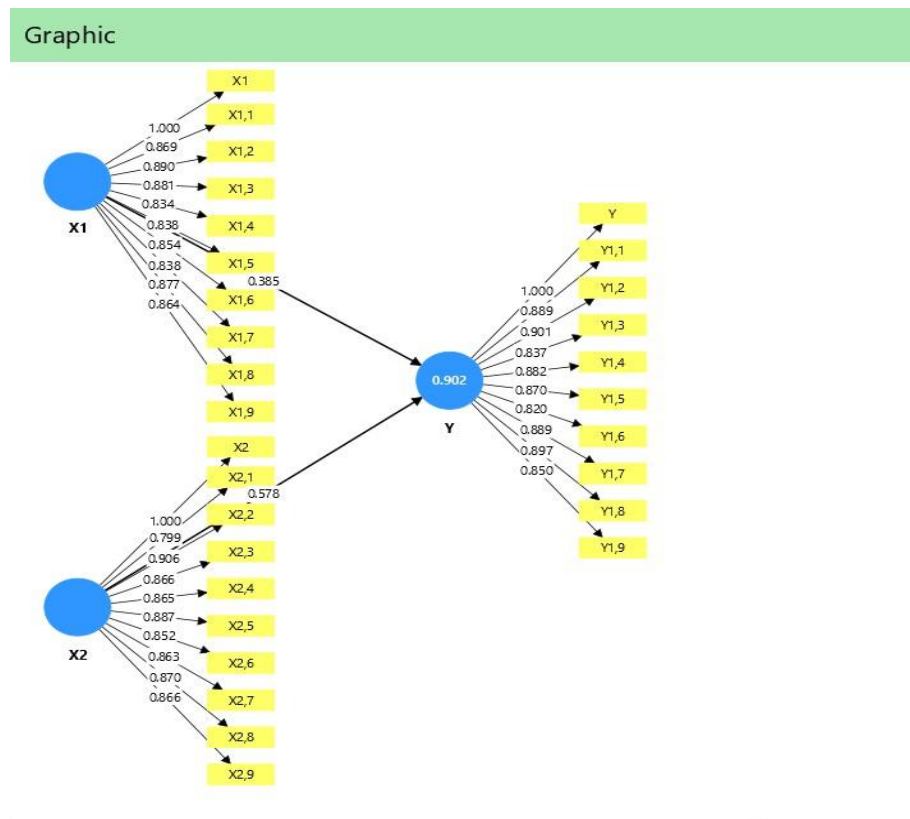 Graphic
X1
X1,1
X1,2
X1,3
X1,4
X1,5
X1,6
X1,7
X1,8
X1,9
1.000
0.869
0.890
0.881
0.834
0.838
0.854
0.838
0.877
0.864
X1
0.385
X2
X2,1
X2,2
X2,3
X2,4
X2,5
X2,6
X2,7
X2,8
X2,9
1.000
0.799
0.906
0.866
0.865
0.887
0.852
0.863
0.870
0.866
X2
0.578
0.902
Y
1.000
0.889
0.901
0.837
0.882
0.870
0.820
0.889
0.897
0.850
Y
Y1,1
Y1,2
Y1,3
Y1,4
Y1,5
Y1,6
Y1,7
Y1,8
Y1,9